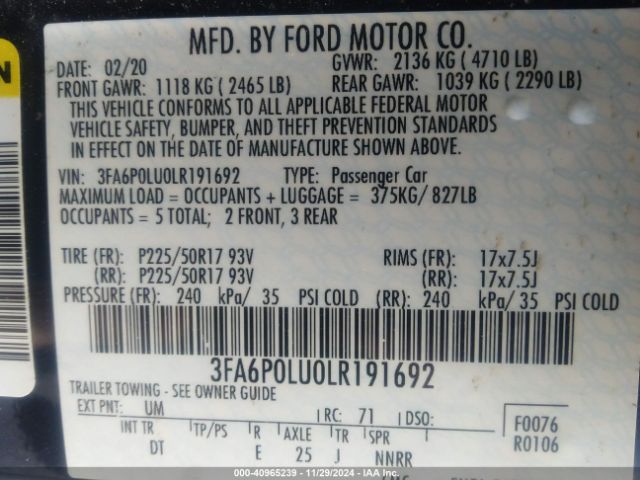 MFD. BY FORD MOTOR CO.
DATE: 02/20 GVWR: 2136 KG ( 4710 LB)
FRONT GAWR: 1118 KG ( 2465 LB) REAR GAWR: 1039 KG ( 2290 LB)
THIS VEHICLE CONFORMS TO ALL APPLICABLE FEDERAL MOTOR
VEHICLE SAFETY, BUMPER, AND THEFT PREVENTION STANDARDS
IN EFFECT ON THE DATE OF MANUFACTURE SHOWN ABOVE.
VIN: 3FA6P0LU0LR191692 TYPE: Passenger Car
MAXIMUM LOAD = OCCUPANTS + LUGGAGE = 375KG/ 827LB
OCCUPANTS = 5 TOTAL; 2 FRONT, 3 REAR
TIRE (FR): P225/50R17 93V RIMS (FR): 17x7.5J
(RR): P225/50R17 93V (RR): 17x7.5J
PRESSURE (FR): 240 kPa/ 35 PSI COLD (RR): 240 kPa/ 35 PSI COLD
3FA6P0LU0LR191692
TRAILER TOWING - SEE OWNER GUIDE
EXT PNT: UM RC: 71 DSO: F0076
INT TR TP/PS R AXLE TR SPR R0106
DT E 25 J NNRR
000-40965239 - 11/29/2024 - IAA Inc.